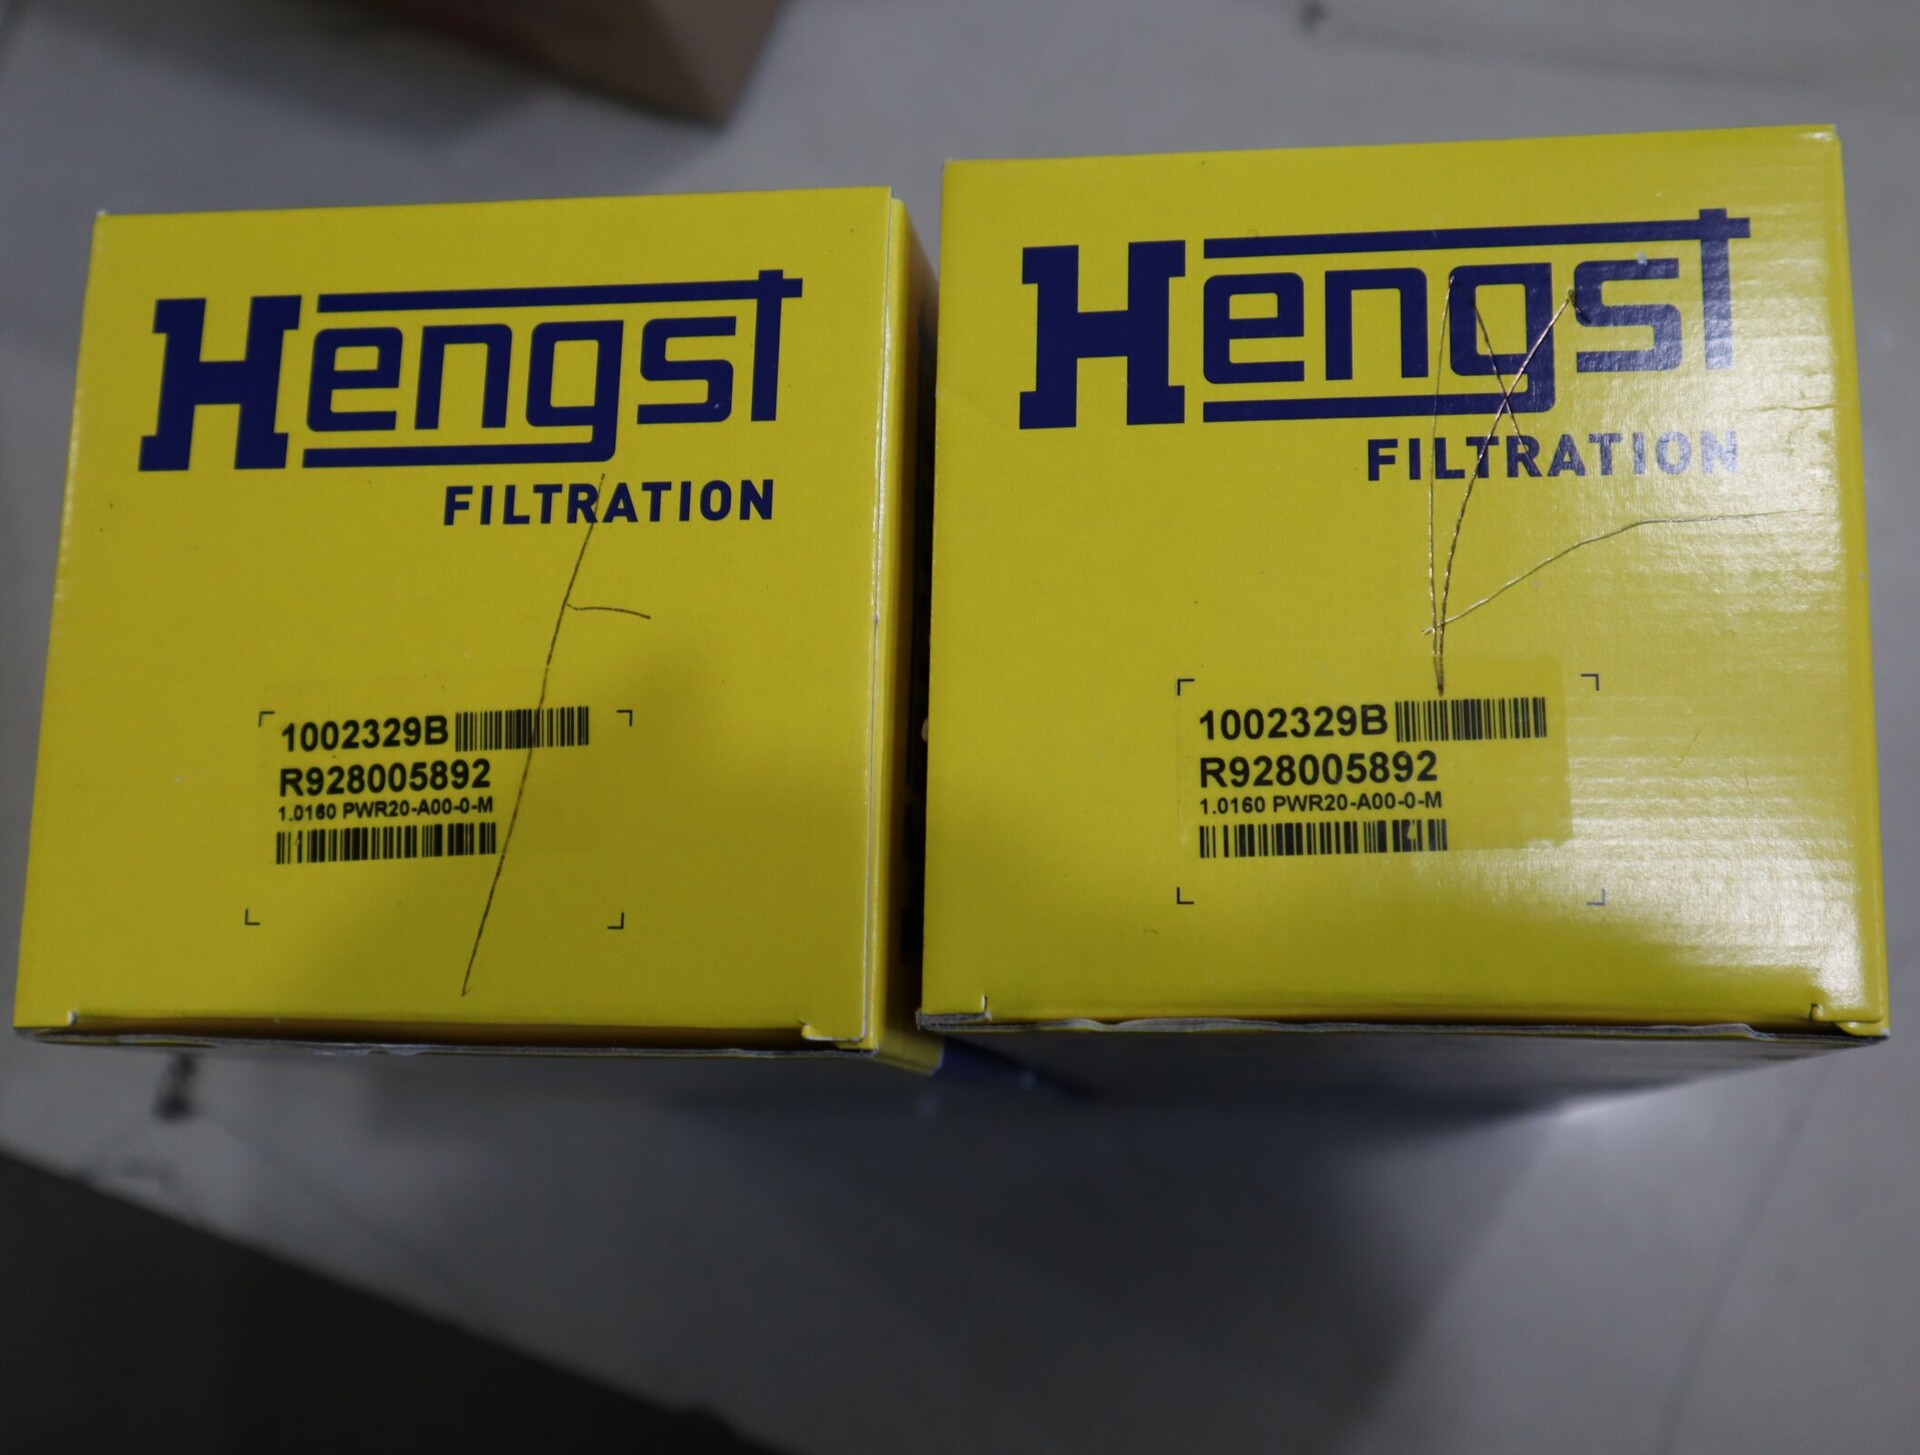 Hengst
FILTRATION
1002329B
R928005892
1.0160 PWR20-A00-0-M
Hengst
FILTRATION
1002329B
R928005892
1.0160 PWR20-A00-0-M